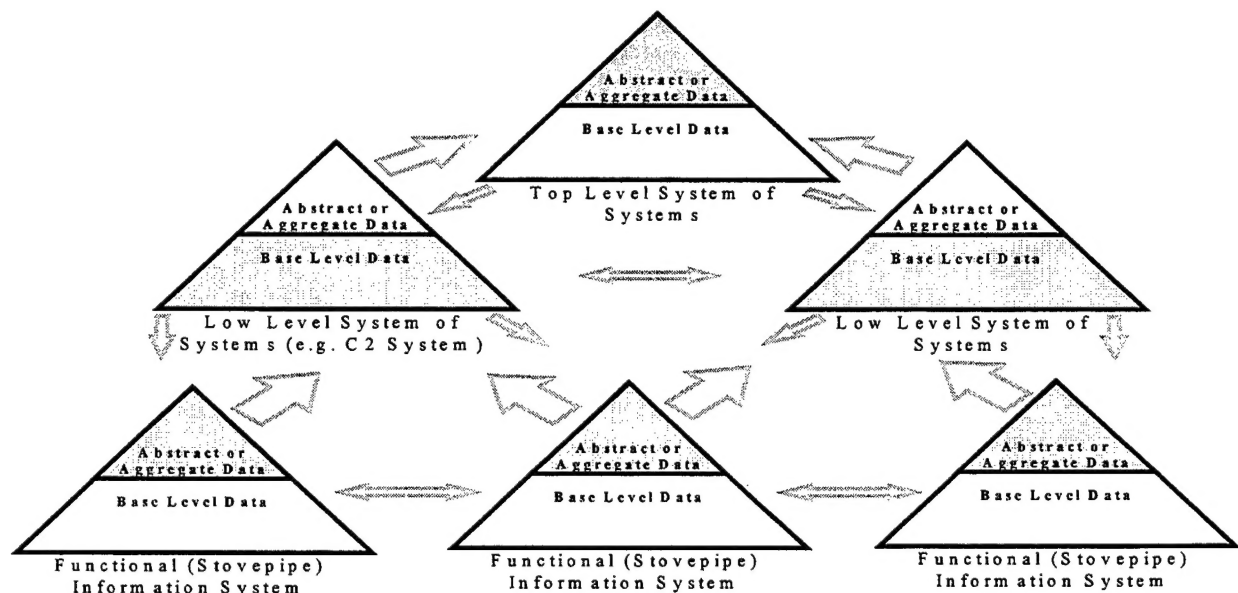 Abstract or
Aggregate Data
Base Level Data
Top Level System of
Systems
Abstract or
Aggregate Data
Base Level Data
Low Level System of
Systems (e.g. C2 System)
Abstract or
Aggregate Data
Base Level Data
Low Level System of
Systems
Abstract or
Aggregate Data
Base Level Data
Functional (Stovepipe)
Information System
Abstract or
Aggregate Data
Base Level Data
Functional (Stovepipe)
Information System
Abstract or
Aggregate Data
Base Level Data
Functional (Stovepipe)
Information System